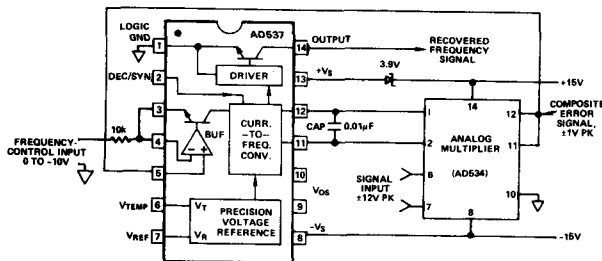 LOGIC
GND
1
AD537
14
OUTPUT
RECOVERED
FREQUENCY
SIGNAL
DRIVER
13
+VS
3.9V
+15V
DEC/SYN
2
3
10k
FREQUENCY-
CONTROL INPUT
0 TO -10V
4
BUF
- +
5
CURR.
-TO-
FREQ.
CONV.
12
CAP
0.01µF
11
14
1
2
ANALOG
MULTIPLIER
(AD534)
12
11
COMPOSITE
ERROR
SIGNAL,
±1V PK
10
VOS
9
SIGNAL
INPUT
±12V PK
6
7
10
8
VTEMP
6
VT
PRECISION
VOLTAGE
REFERENCE
VREF
7
VR
8
-VS
-15V